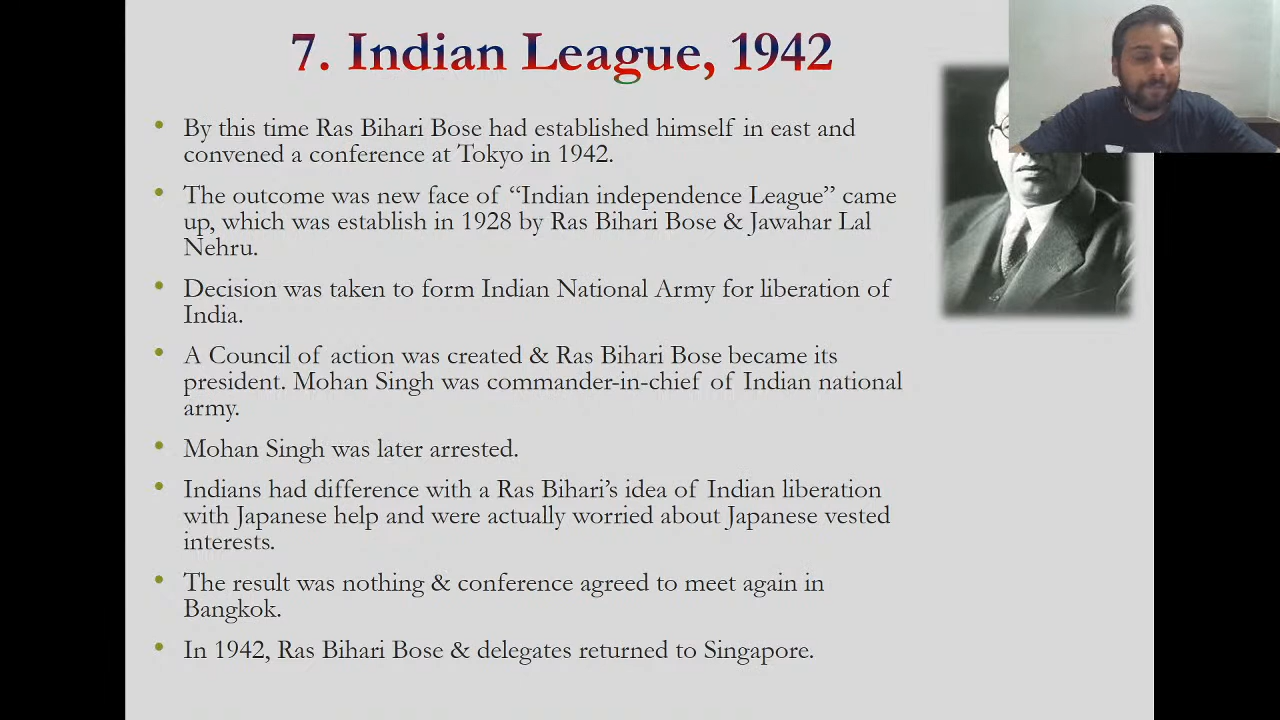 7. Indian League, 1942
• By this time Ras Bihari Bose had established himself in east and
convened a conference at Tokyo in 1942.
• The outcome was new face of “Indian independence League” came
up, which was establish in 1928 by Ras Bihari Bose & Jawahar Lal
Nehru.
• Decision was taken to form Indian National Army for liberation of
India.
• A Council of action was created & Ras Bihari Bose became its
president. Mohan Singh was commander-in-chief of Indian national
army.
• Mohan Singh was later arrested.
• Indians had difference with a Ras Bihari’s idea of Indian liberation
with Japanese help and were actually worried about Japanese vested
interests.
• The result was nothing & conference agreed to meet again in
Bangkok.
• In 1942, Ras Bihari Bose & delegates returned to Singapore.